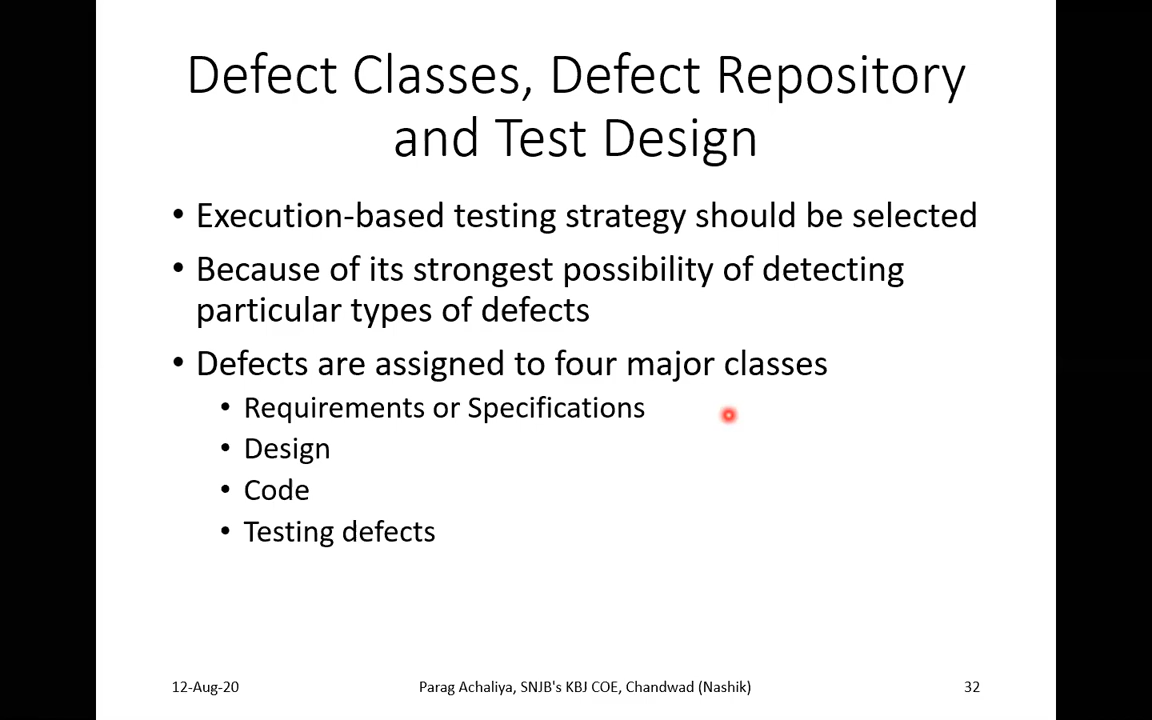 Defect Classes, Defect Repository
and Test Design
• Execution-based testing strategy should be selected
• Because of its strongest possibility of detecting
particular types of defects
• Defects are assigned to four major classes
• Requirements or Specifications
• Design
• Code
• Testing defects
12-Aug-20 Parag Achaliya, SNJB's KBJ COE, Chandwad (Nashik) 32